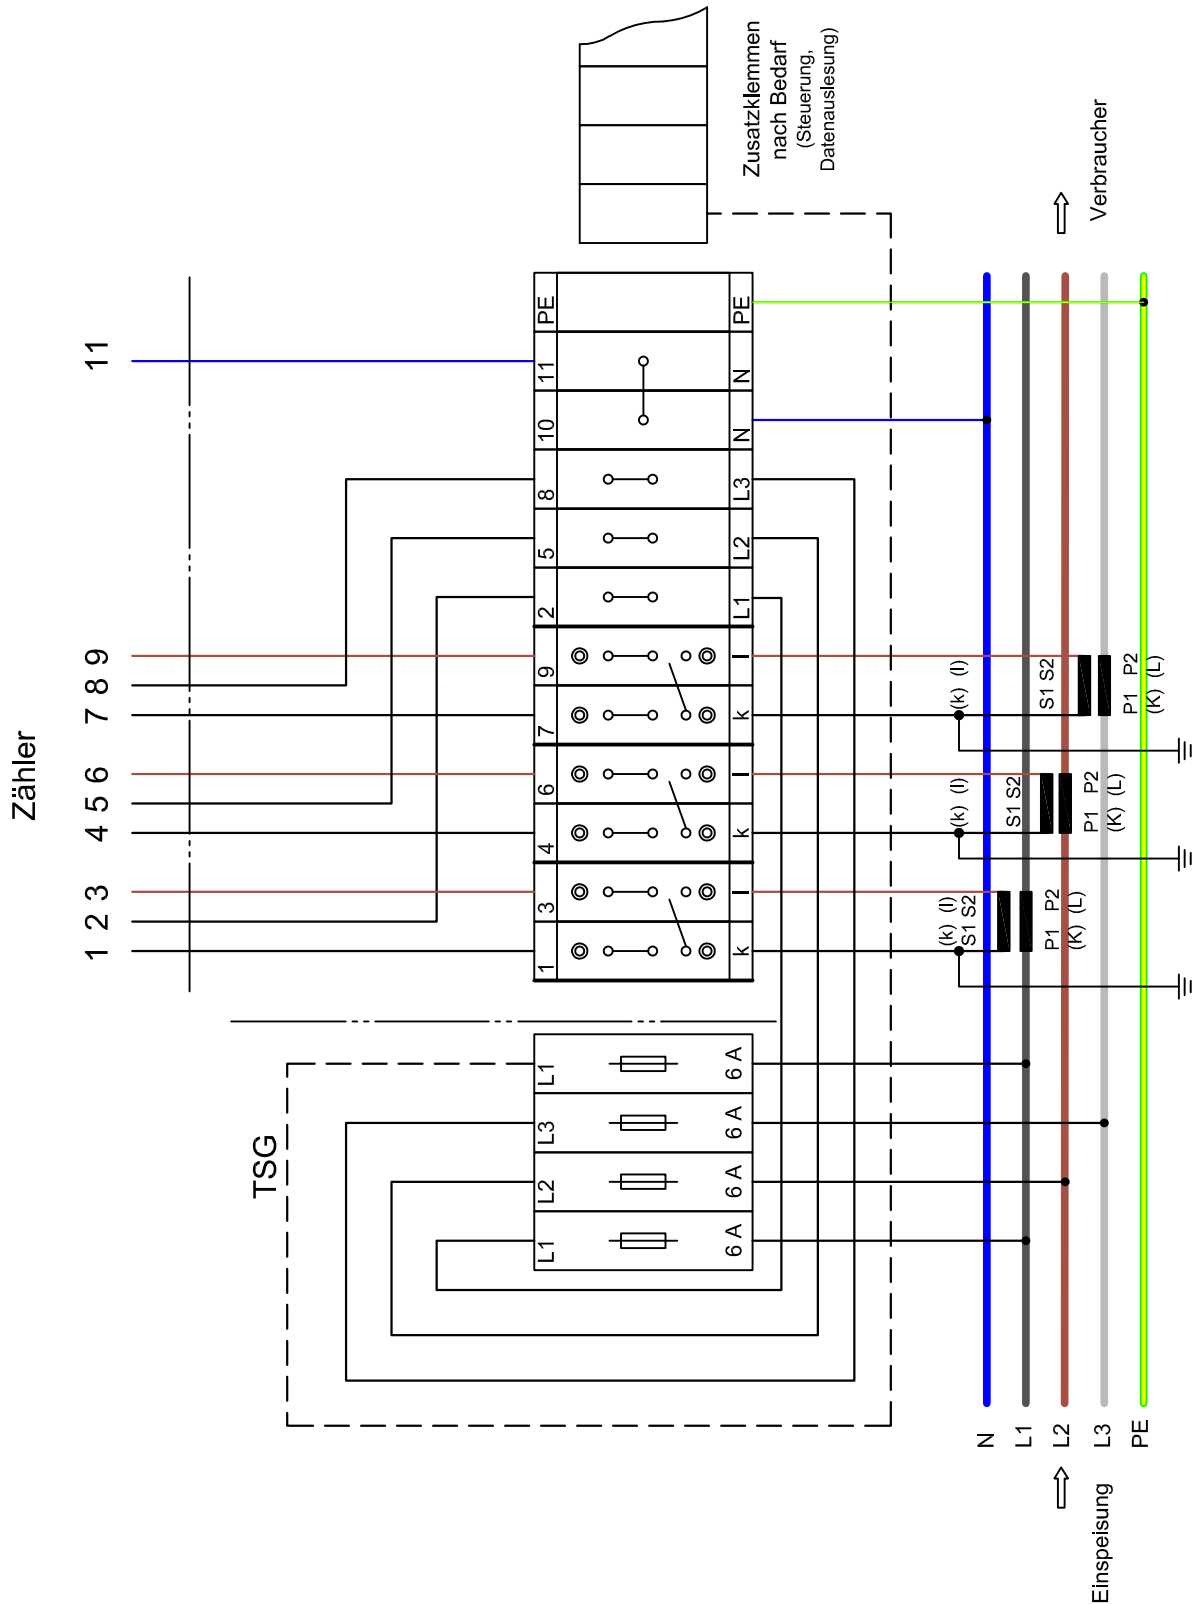 Zähler
1 2 3 4 5 6 7 8 9 11
TSG
L1 L2 L3 L1
6 A 6 A 6 A 6 A
1 3 4 6 7 9 2 5 8 10 11 PE
k l k l k l L1 L2 L3 N N PE
Zusatzklemmen
nach Bedarf
(Steuerung,
Datenauslesung)
(k) (l)
S1 S2
P1 P2
(K) (L)
(k) (l)
S1 S2
P1 P2
(K) (L)
(k) (l)
S1 S2
P1 P2
(K) (L)
N
L1
L2
L3
PE
Einspeisung
Verbraucher